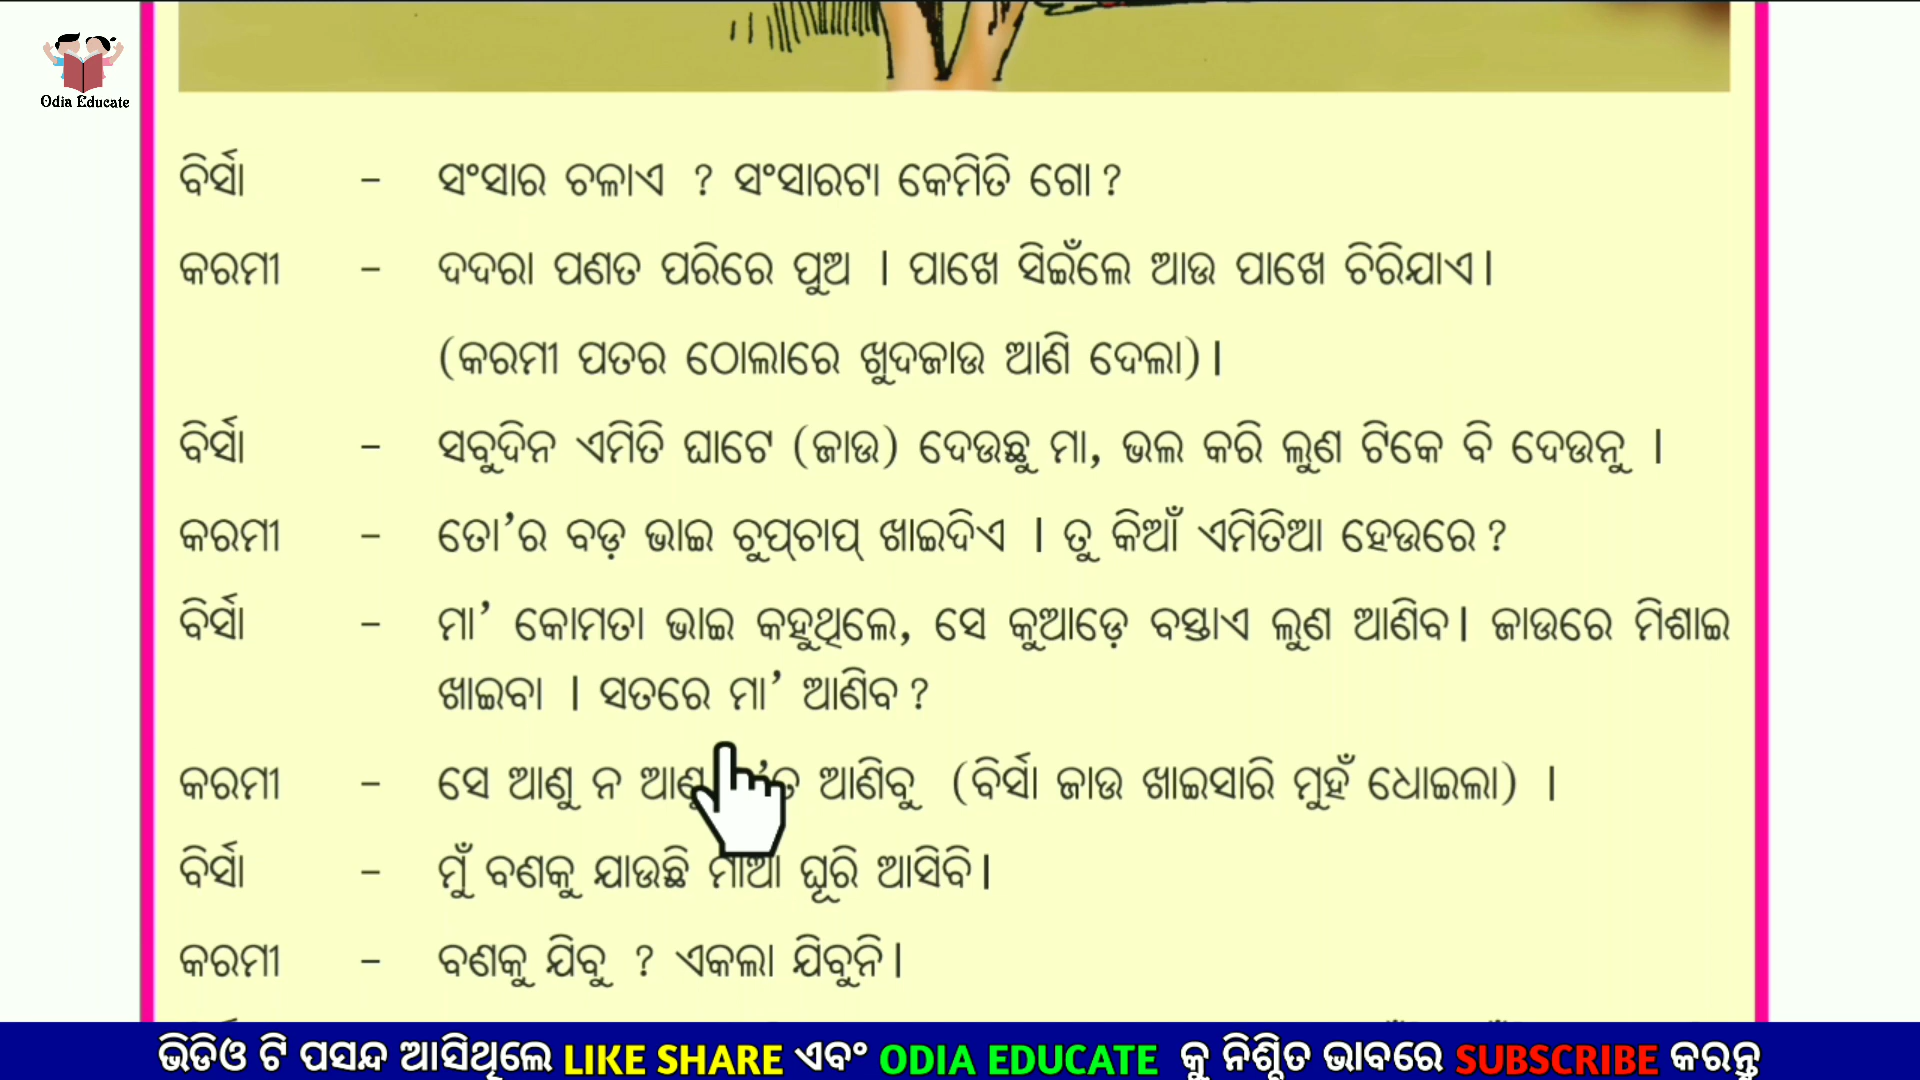 Odia Educate
ବିର୍ସା – ସଂସାର ଚଳାଏ ? ସଂସାରଟା କେମିତି ଗୋ ?
କରମୀ – ଦଦରା ପଣତ ପରିରେ ପୁଅ । ପାଖେ ସିଇଁଲେ ଆଉ ପାଖେ ଚିରିଯାଏ।
(କରମୀ ପତର ଠୋଲାରେ ଖୁଦଜାଉ ଆଣି ଦେଲା) ।
ବିର୍ସା – ସବୁଦିନ ଏମିତି ଘାଟେ (ଜାଉ) ଦେଉଛୁ ମା, ଭଲ କରି ଲୁଣ ଟିକେ ବି ଦେଉନୁ ।
କରମୀ – ତୋ’ର ବଡ଼ ଭାଇ ଚୁପ୍‌ଚାପ୍ ଖାଇଦିଏ । ତୁ କିଆଁ ଏମିତିଆ ହେଉରେ ?
ବିର୍ସା – ମା’ କୋମତା ଭାଇ କହୁଥିଲେ, ସେ କୁଆଡ଼େ ବସ୍ତାଏ ଲୁଣ ଆଣିବ। ଜାଉରେ ମିଶାଇ
ଖାଇବା । ସତରେ ମା’ ଆଣିବ ?
କରମୀ – ସେ ଆଣୁ ନ ଆଣୁ ଆଣିବୁ (ବିର୍ସା ଜାଉ ଖାଇସାରି ମୁହଁ ଧୋଇଲା) ।
ବିର୍ସା – ମୁଁ ବଣକୁ ଯାଉଛି ମାଆ ଘୂରି ଆସିବି।
କରମୀ – ବଣକୁ ଯିବୁ ? ଏକଲା ଯିବୁନି।
ଭିଡିଓ ଟି ପସନ୍ଦ ଆସିଥିଲେ LIKE SHARE ଏବଂ ODIA EDUCATE କୁ ନିଶ୍ଚିତ ଭାବରେ SUBSCRIBE କରନ୍ତୁ